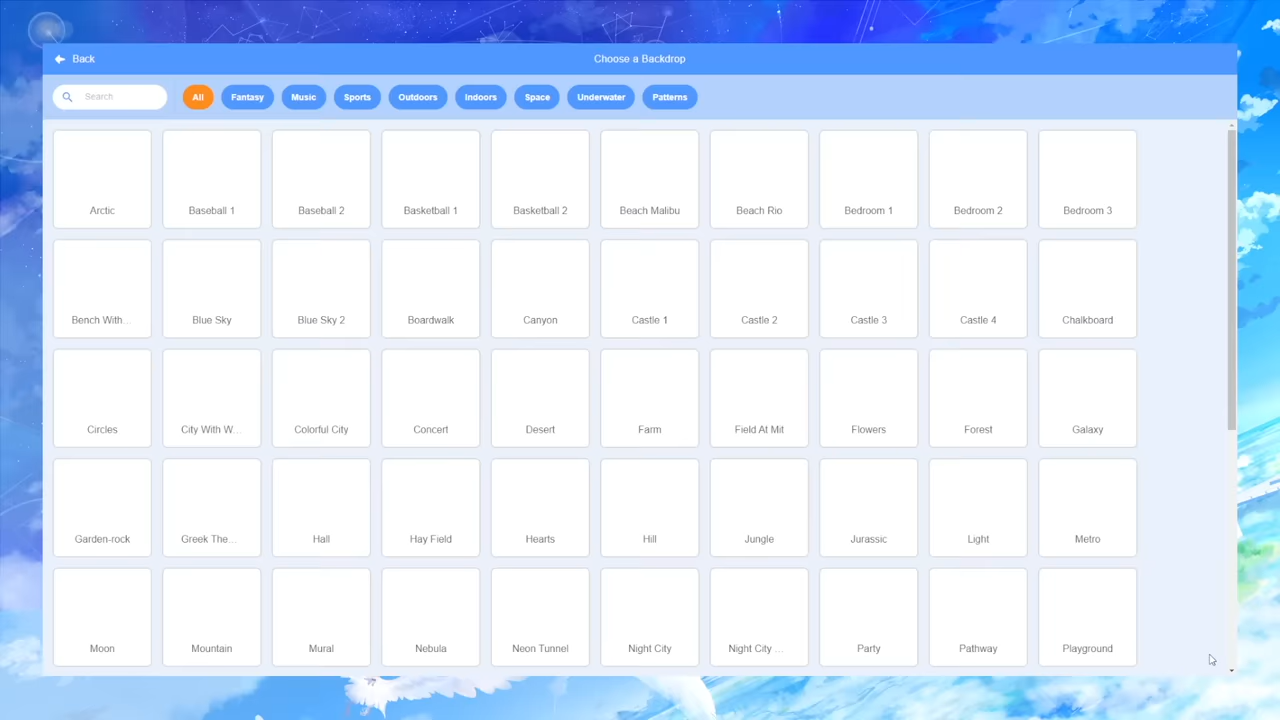 Back
Choose a Backdrop
Search
All
Fantasy
Music
Sports
Outdoors
Indoors
Space
Underwater
Patterns
Arctic
Baseball 1
Baseball 2
Basketball 1
Basketball 2
Beach Malibu
Beach Rio
Bedroom 1
Bedroom 2
Bedroom 3
Bench With...
Blue Sky
Blue Sky 2
Boardwalk
Canyon
Castle 1
Castle 2
Castle 3
Castle 4
Chalkboard
Circles
City With W...
Colorful City
Concert
Desert
Farm
Field At Mit
Flowers
Forest
Galaxy
Garden-rock
Greek The...
Hall
Hay Field
Hearts
Hill
Jungle
Jurassic
Light
Metro
Moon
Mountain
Mural
Nebula
Neon Tunnel
Night City
Night City ...
Party
Pathway
Playground